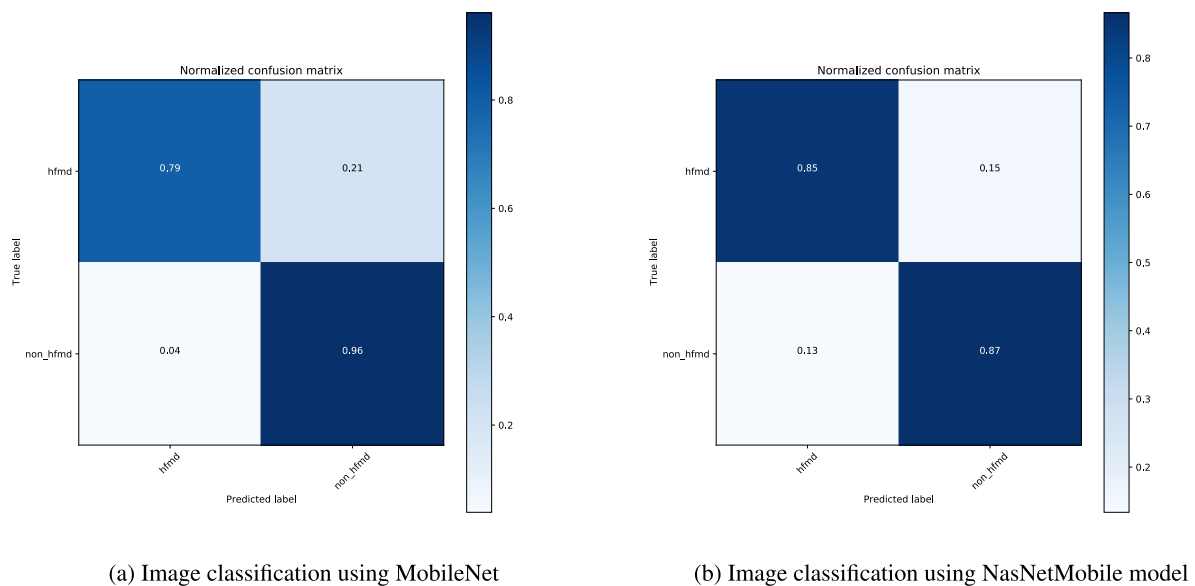 Normalized confusion matrix
True label
hfmd
non_hfmd
0.79
0.21
0.04
0.96
hfmd
non_hfmd
Predicted label
0.8
0.6
0.4
0.2
(a) Image classification using MobileNet
Normalized confusion matrix
True label
hfmd
non_hfmd
0.85
0.15
0.13
0.87
hfmd
non_hfmd
Predicted label
0.8
0.7
0.6
0.5
0.4
0.3
0.2
(b) Image classification using NasNetMobile model